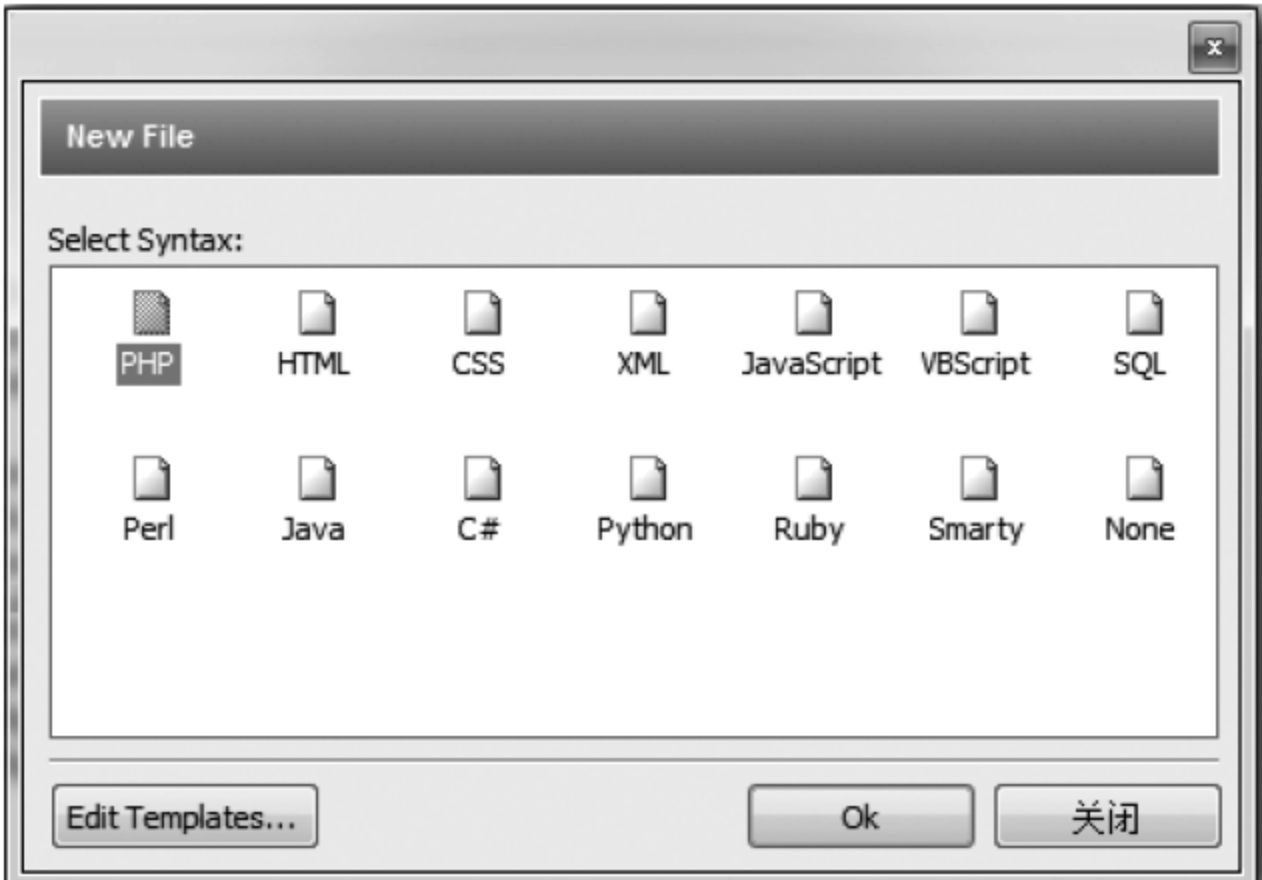 New File
Select Syntax:
PHP HTML CSS XML JavaScript VBScript SQL
Perl Java C# Python Ruby Smarty None
Edit Templates... Ok 关闭